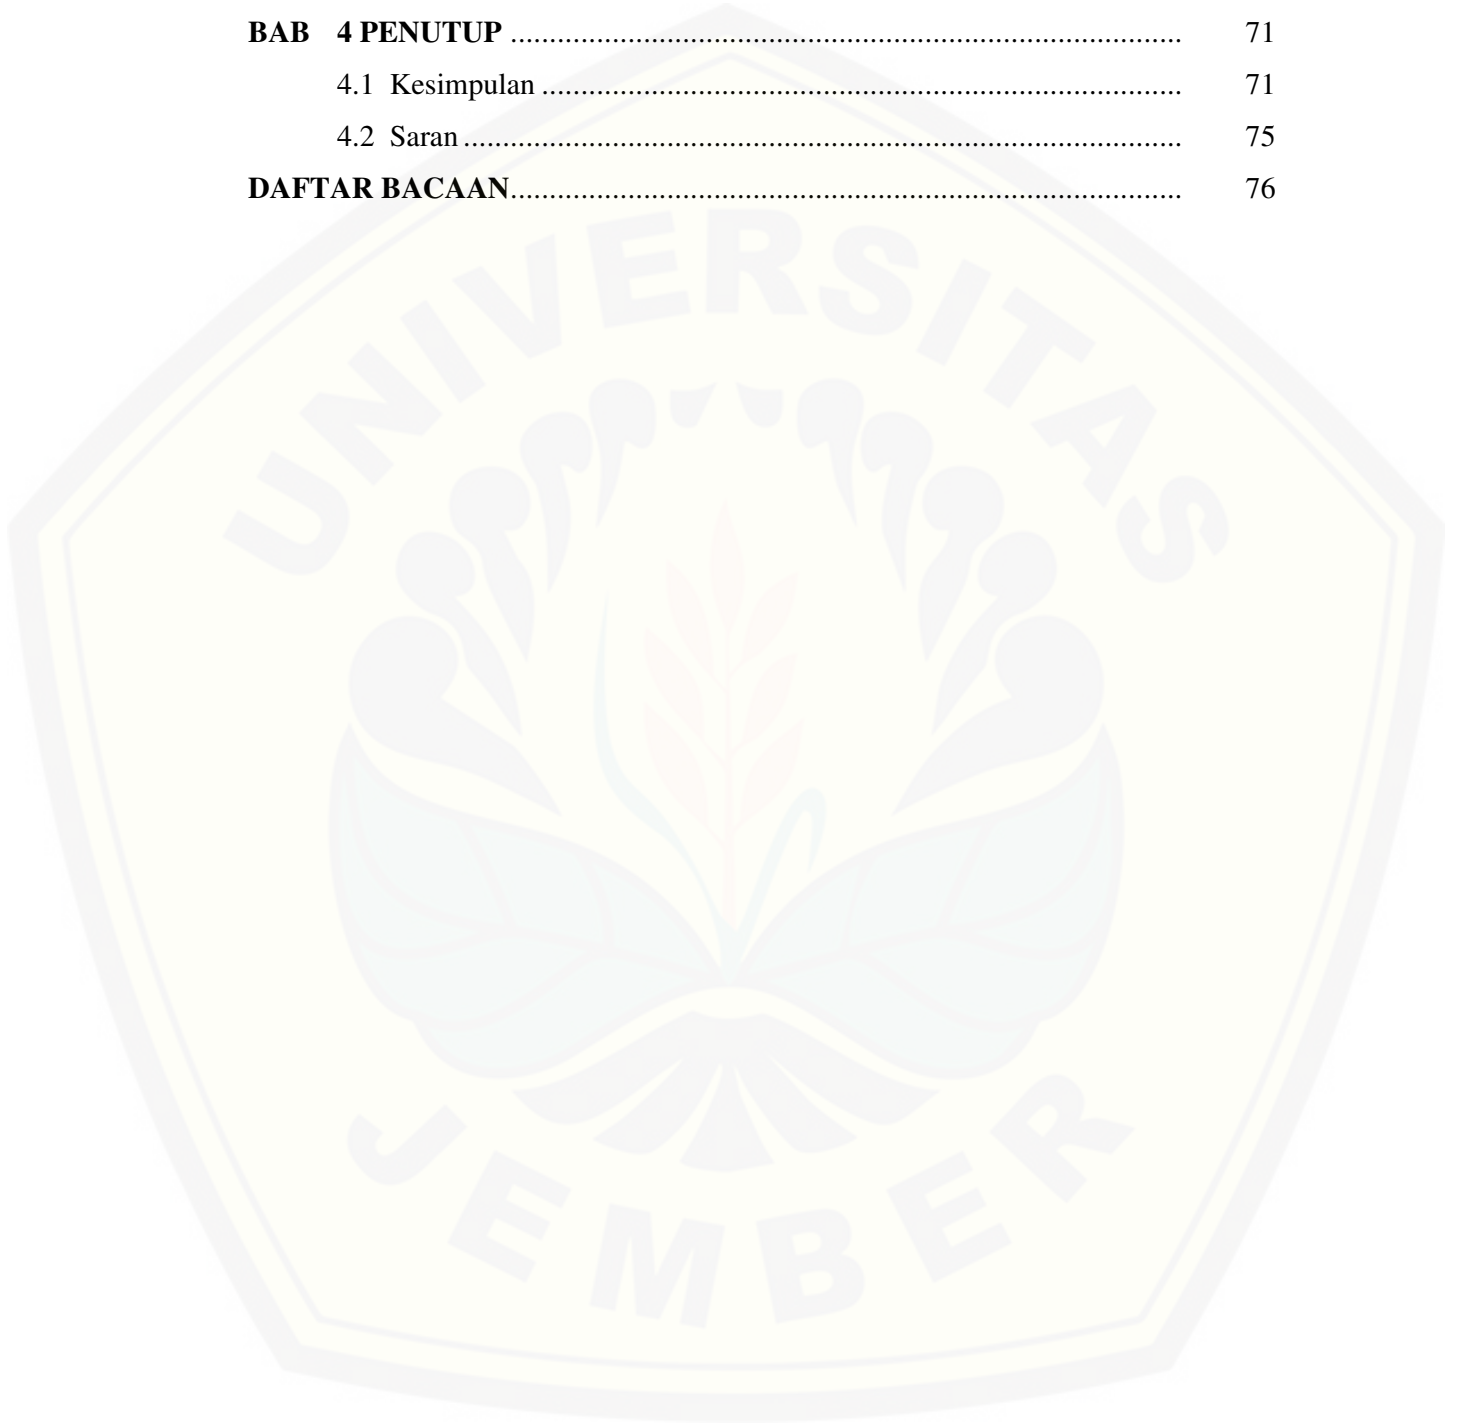 BAB 4 PENUTUP ........................................................................................ 71
4.1 Kesimpulan .................................................................................... 71
4.2 Saran .............................................................................................. 75
DAFTAR BACAAN........................................................................................ 76
UNIVERSITAS
JEMBER